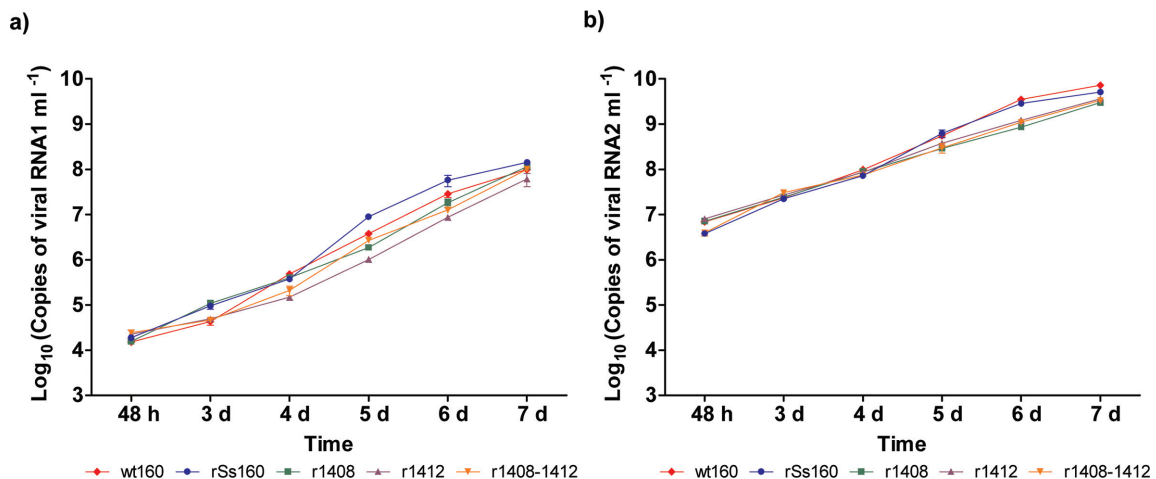 a)
Log10 (Copies of viral RNA1 ml -1)
10
9
8
7
6
5
4
3
48 h 3 d 4 d 5 d 6 d 7 d
Time
wt160 rSs160 r1408 r1412 r1408-1412
b)
Log10 (Copies of viral RNA2 ml -1)
10
9
8
7
6
5
4
3
48 h 3 d 4 d 5 d 6 d 7 d
Time
wt160 rSs160 r1408 r1412 r1408-1412